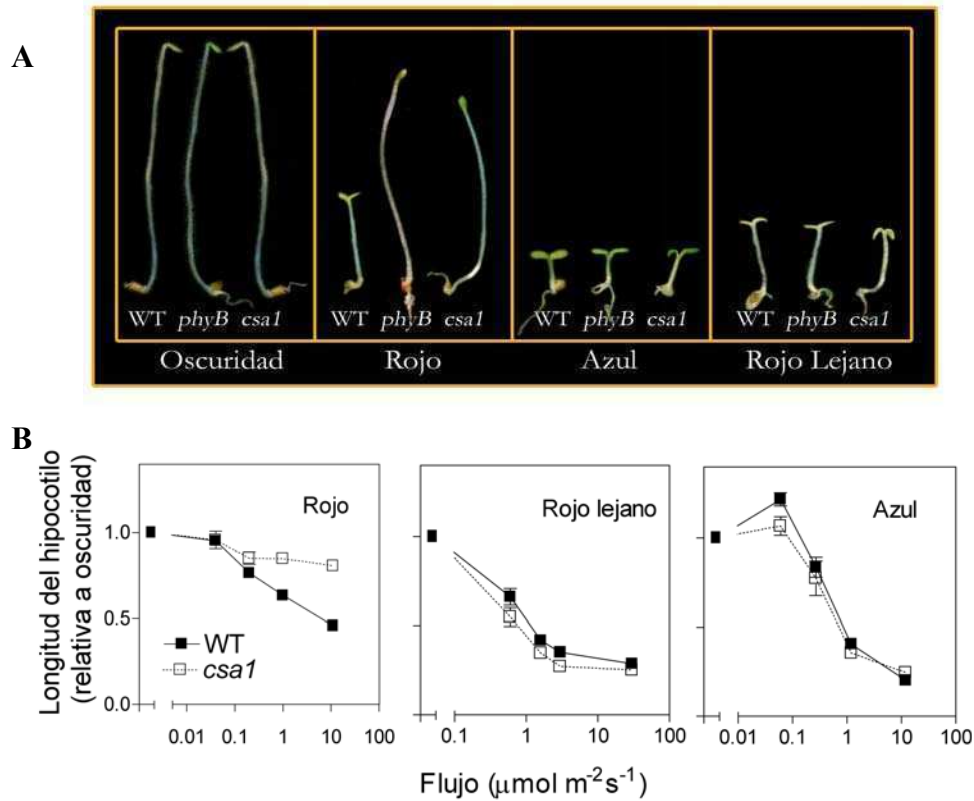 A
WT phyB csa1 WT phyB csa1 WT phyB csa1 WT phyB csa1
Oscuridad Rojo Azul Rojo Lejano
B
Longitud del hipocotilo
(relativa a oscuridad)
1.0
0.5
0.0
Rojo
WT
csa1
0.01 0.1 1 10 100
Rojo lejano
0.1 1 10 100
Azul
0.01 0.1 1 10 100
Flujo (μmol m-2s-1)